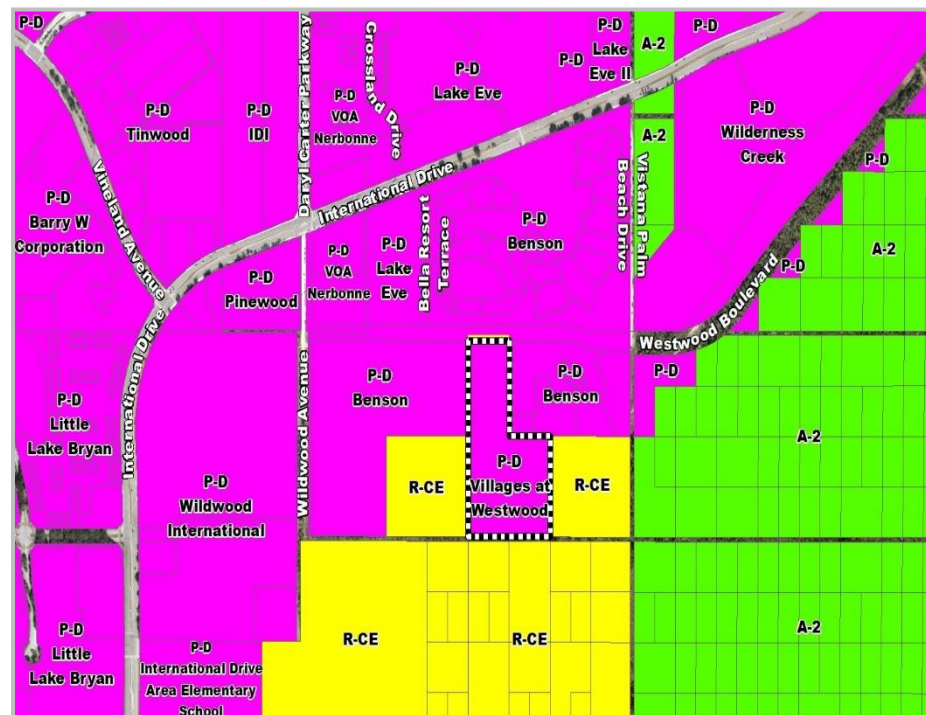 P-D
P-D
Tinwood
P-D
IDI
Daryl Carter Parkway
P-D
VOA
Nerbonne
Crossland
Drive
P-D
Lake Eve
P-D
P-D
Lake
Eve II
A-2
P-D
A-2
P-D
Wilderness
Creek
P-D
A-2
P-D
Vineland Avenue
P-D
Barry W
Corporation
International Drive
P-D
Pinewood
P-D
VOA
Nerbonne
P-D
Lake
Eve
Bella Resort
Terrace
P-D
Benson
Beach Drive
Vistana Palm
Westwood Boulevard
International Drive
P-D
Little
Lake Bryan
P-D
Wildwood
International
Wildwood Avenue
P-D
Benson
P-D
Benson
P-D
A-2
R-CE
P-D
Villages at
Westwood
R-CE
P-D
Little
Lake Bryan
P-D
International Drive
Area Elementary
School
R-CE
R-CE
A-2